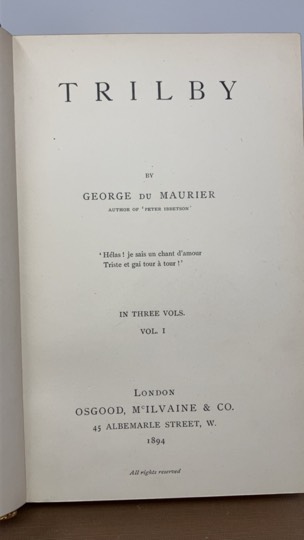 TRILBY
BY
GEORGE DU MAURIER
AUTHOR OF 'PETER IBBETSON'
'Hélas! je sais un chant d'amour
Triste et gai tour à tour!'
IN THREE VOLS.
VOL. I
LONDON
OSGOOD, McILVAINE & CO.
45 ALBEMARLE STREET, W.
1894
All rights reserved